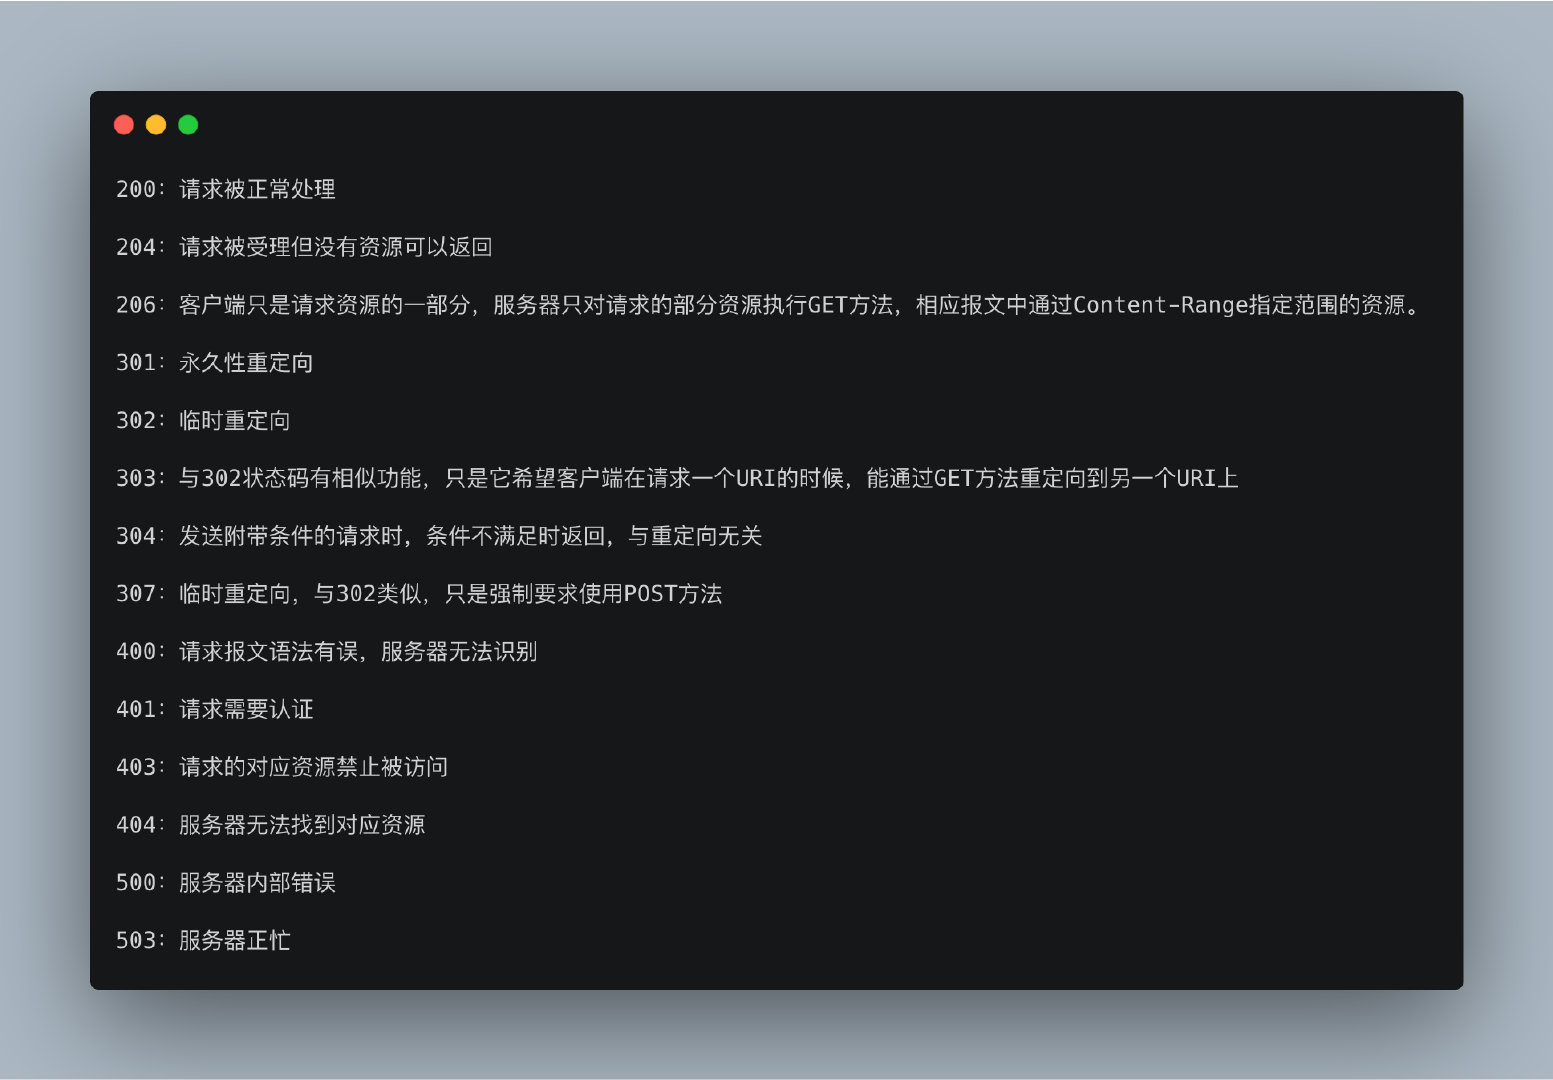 200：请求被正常处理
204：请求被受理但没有资源可以返回
206：客户端只是请求资源的一部分，服务器只对请求的部分资源执行GET方法，相应报文中通过Content-Range指定范围的资源。
301：永久性重定向
302：临时重定向
303：与302状态码有相似功能，只是它希望客户端在请求一个URI的时候，能通过GET方法重定向到另一个URI上
304：发送附带条件的请求时，条件不满足时返回，与重定向无关
307：临时重定向，与302类似，只是强制要求使用POST方法
400：请求报文语法有误，服务器无法识别
401：请求需要认证
403：请求的对应资源禁止被访问
404：服务器无法找到对应资源
500：服务器内部错误
503：服务器正忙